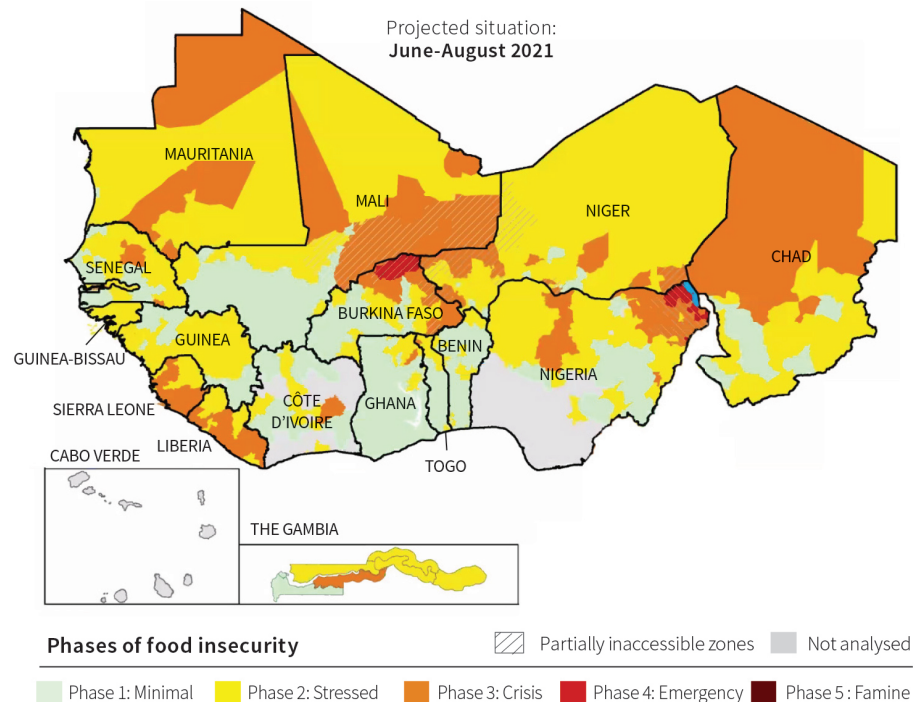 Projected situation:
June-August 2021
MAURITANIA
MALI
NIGER
CHAD
SENEGAL
BURKINA FASO
GUINEA
BENIN
GUINEA-BISSAU
NIGERIA
SIERRA LEONE
CÔTE
D'IVOIRE
GHANA
LIBERIA
TOGO
CABO VERDE
THE GAMBIA
Phases of food insecurity
Partially inaccessible zones
Not analysed
Phase 1: Minimal
Phase 2: Stressed
Phase 3: Crisis
Phase 4: Emergency
Phase 5 : Famine